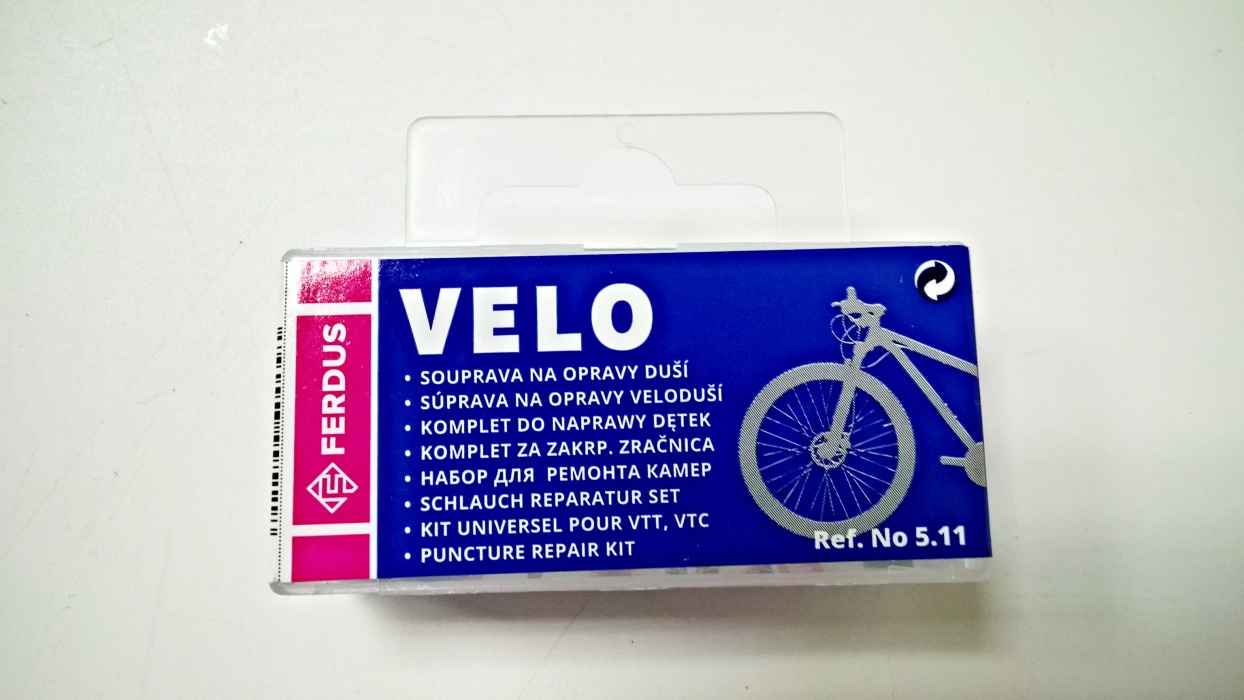 FERDUS
VELO
• SOUPRAVA NA OPRAVY DUŠÍ
• SÚPRAVA NA OPRAVY VELODUŠÍ
• KOMPLET DO NAPRAWY DĘTEK
• KOMPLET ZA ZAKRP. ZRAČNICA
• НАБОР ДЛЯ РЕМОНТА КАМЕР
• SCHLAUCH REPARATUR SET
• KIT UNIVERSEL POUR VTT, VTC
• PUNCTURE REPAIR KIT
Ref. No 5.11